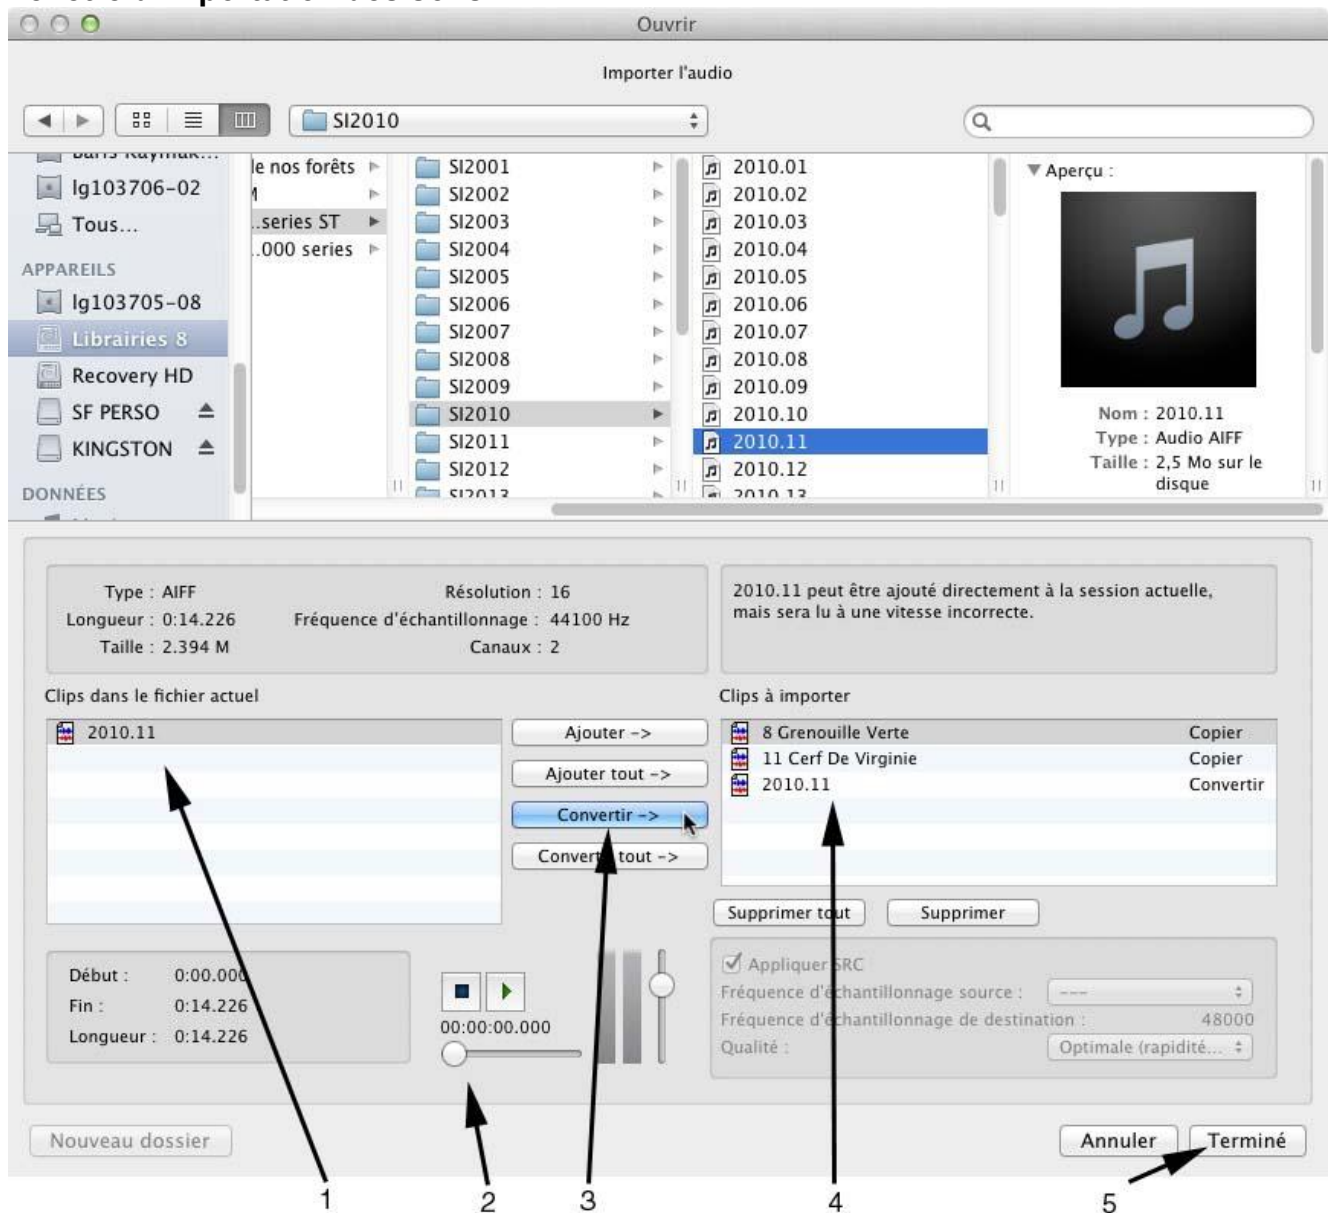 Ouvrir
Importer l'audio
SI2010
lg103706-02
Tous...
APPAREILS
lg103705-08
Librairies 8
Recovery HD
SF PERSO
KINGSTON
DONNÉES
le nos forêts
...series ST
...000 series
SI2001
SI2002
SI2003
SI2004
SI2005
SI2006
SI2007
SI2008
SI2009
SI2010
SI2011
SI2012
SI2013
2010.01
2010.02
2010.03
2010.04
2010.05
2010.06
2010.07
2010.08
2010.09
2010.10
2010.11
2010.12
2010.13
Aperçu :
Nom : 2010.11
Type : Audio AIFF
Taille : 2,5 Mo sur le
disque
Type : AIFF
Longueur : 0:14.226
Taille : 2.394 M
Résolution : 16
Fréquence d'échantillonnage : 44100 Hz
Canaux : 2
2010.11 peut être ajouté directement à la session actuelle,
mais sera lu à une vitesse incorrecte.
Clips dans le fichier actuel
2010.11
Ajouter ->
Ajouter tout ->
Convertir ->
Convertir tout ->
Clips à importer
8 Grenouille Verte Copier
11 Cerf De Virginie Copier
2010.11 Convertir
Supprimer tout Supprimer
Début : 0:00.000
Fin : 0:14.226
Longueur : 0:14.226
00:00:00.000
Appliquer SRC
Fréquence d'échantillonnage source : ---
Fréquence d'échantillonnage de destination : 48000
Qualité : Optimale (rapidité...
Nouveau dossier
Annuler Terminé
1 2 3 4 5